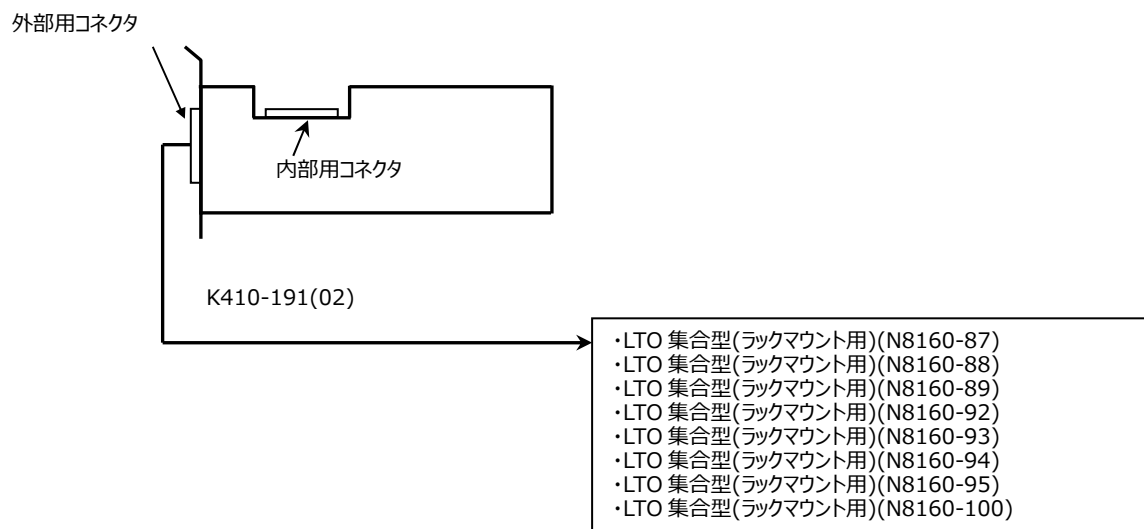 外部用コネクタ
内部用コネクタ
K410-191(02)
・LTO 集合型(ラックマウント用)(N8160-87)
・LTO 集合型(ラックマウント用)(N8160-88)
・LTO 集合型(ラックマウント用)(N8160-89)
・LTO 集合型(ラックマウント用)(N8160-92)
・LTO 集合型(ラックマウント用)(N8160-93)
・LTO 集合型(ラックマウント用)(N8160-94)
・LTO 集合型(ラックマウント用)(N8160-95)
・LTO 集合型(ラックマウント用)(N8160-100)